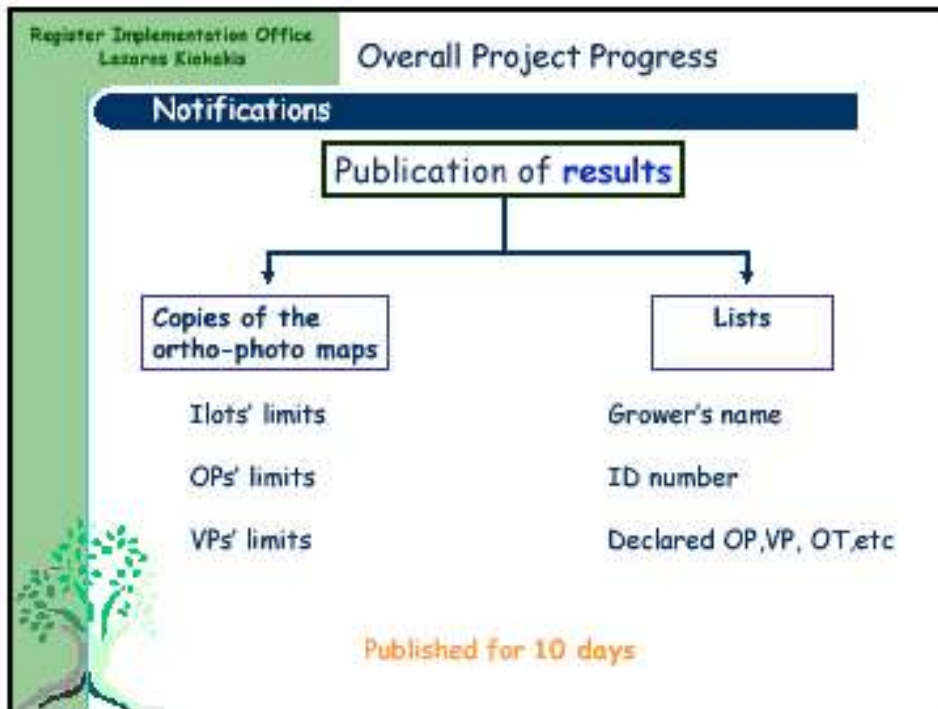 Register Implementation Office
Lazaros Kiokakis
Overall Project Progress
Notifications
Publication of results
Copies of the
ortho-photo maps
Lists
Ilots' limits
Grower's name
OPs' limits
ID number
VPs' limits
Declared OP,VP, OT,etc
Published for 10 days